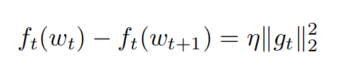 f_t(w_t) − f_t(w_{t+1}) = η‖g_t‖_2^2